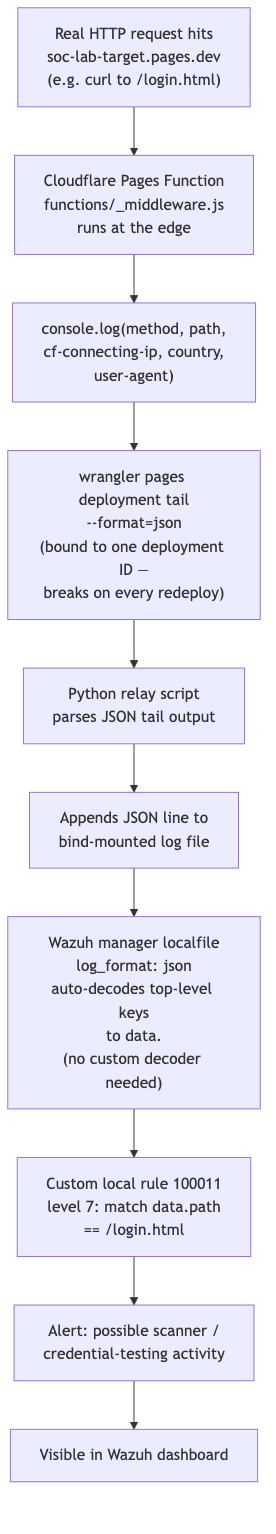 Real HTTP request hits
soc-lab-target.pages.dev
(e.g. curl to /login.html)
Cloudflare Pages Function
functions/_middleware.js
runs at the edge
console.log(method, path,
cf-connecting-ip, country,
user-agent)
wrangler pages
deployment tail
--format=json
(bound to one deployment
ID —
breaks on every redeploy)
Python relay script
parses JSON tail output
Appends JSON line to
bind-mounted log file
Wazuh manager localfile
log_format: json
auto-decodes top-level
keys
to data.
(no custom decoder
needed)
Custom local rule 100011
level 7: match data.path
== /login.html
Alert: possible scanner /
credential-testing activity
Visible in Wazuh dashboard